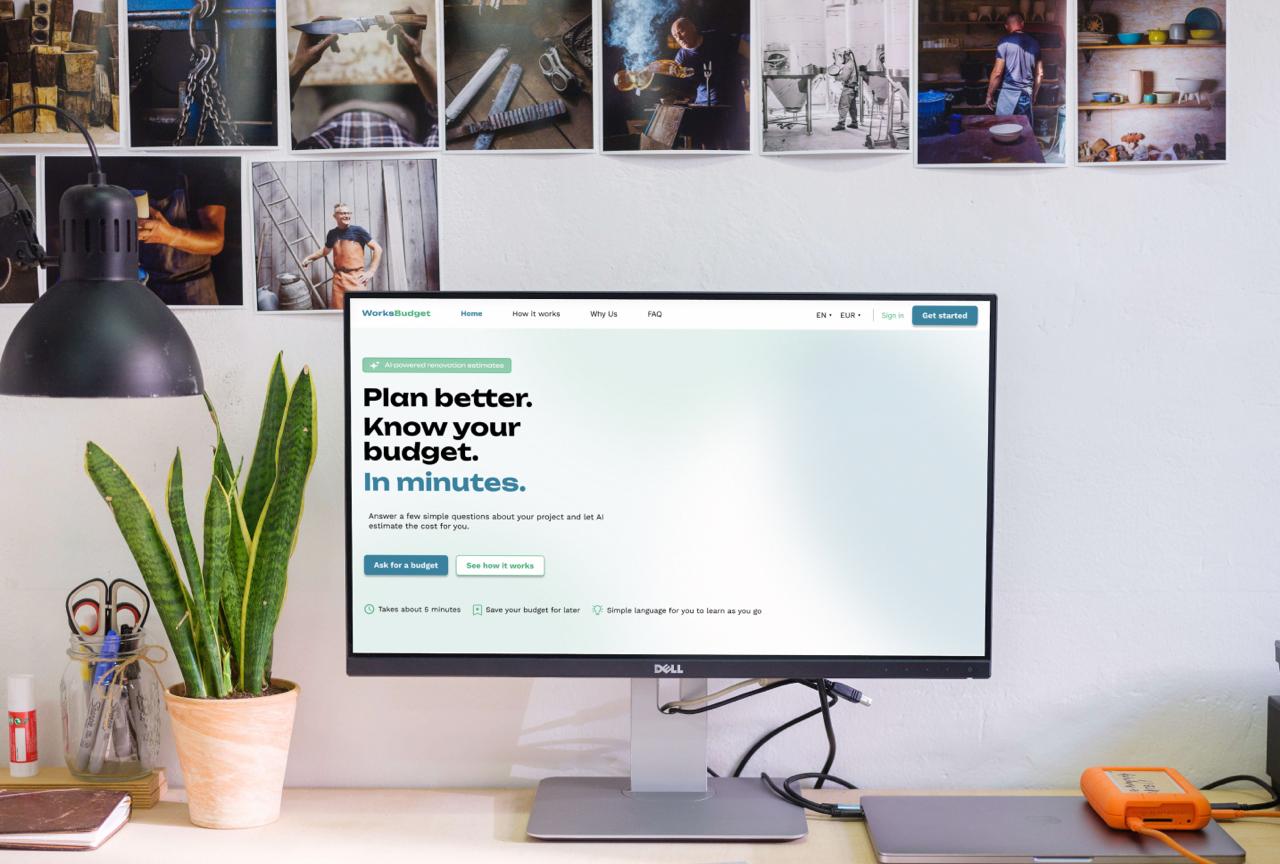 WorksBudget Home How it works Why Us FAQ EN EUR Sign in Get started
AI-powered renovation estimates
Plan better.
Know your
budget.
In minutes.
Answer a few simple questions about your project and let AI
estimate the cost for you.
Ask for a budget See how it works
Takes about 5 minutes Save your budget for later Simple language for you to learn as you go
DELL